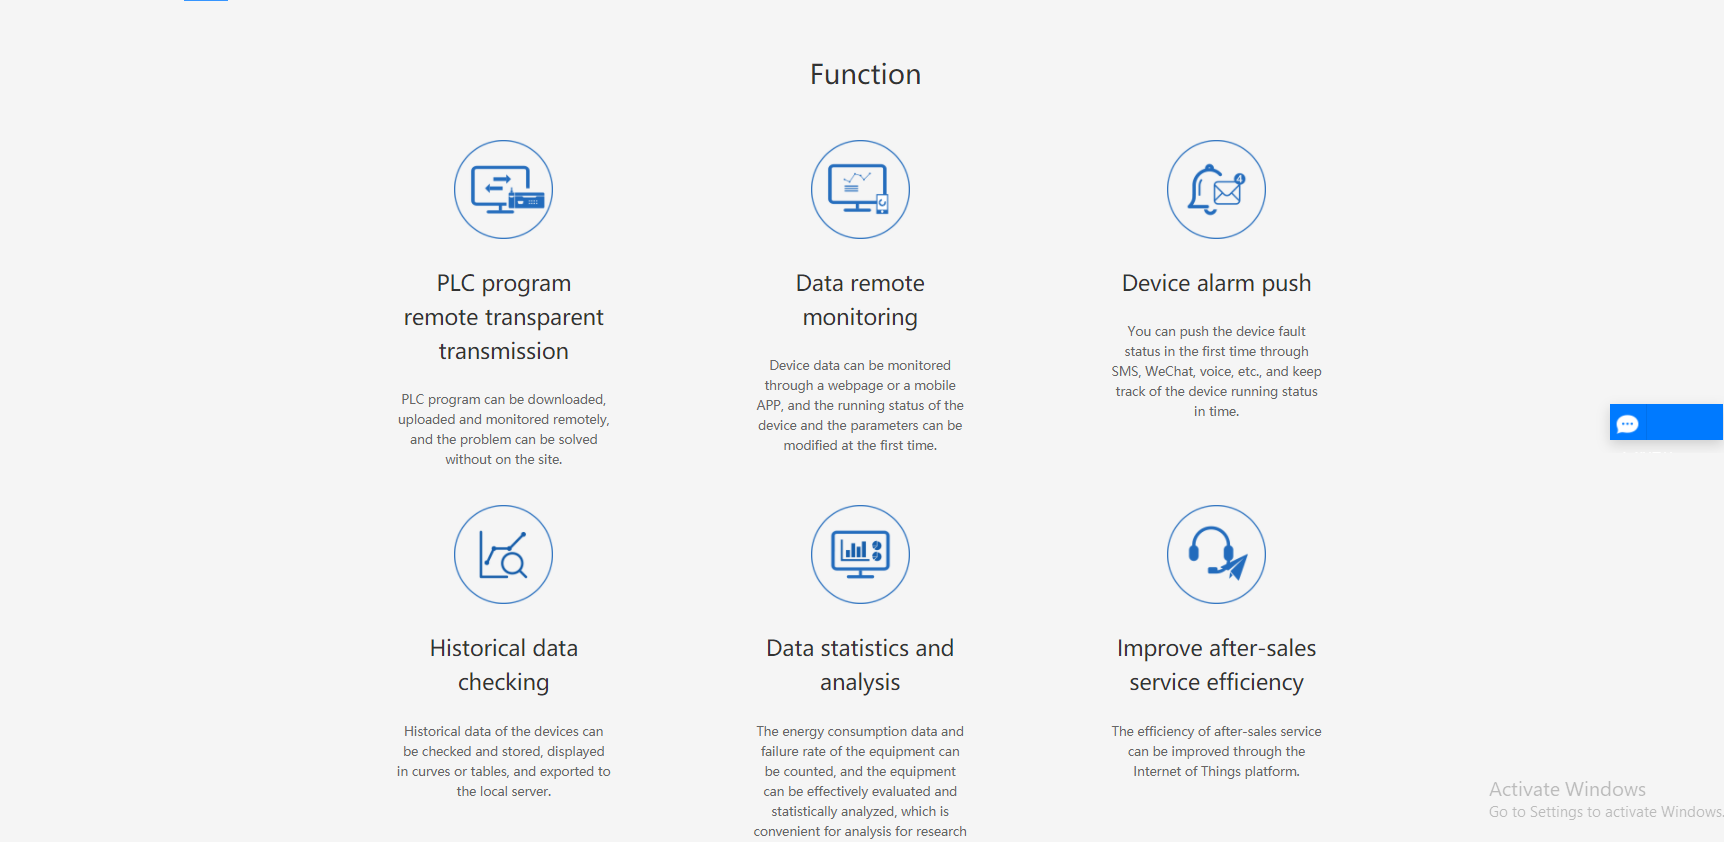 Function
PLC program
remote transparent
transmission
PLC program can be downloaded,
uploaded and monitored remotely,
and the problem can be solved
without on the site.
Data remote
monitoring
Device data can be monitored
through a webpage or a mobile
APP, and the running status of the
device and the parameters can be
modified at the first time.
4
Device alarm push
You can push the device fault
status in the first time through
SMS, WeChat, voice, etc., and keep
track of the device running status
in time.
Historical data
checking
Historical data of the devices can
be checked and stored, displayed
in curves or tables, and exported to
the local server.
Data statistics and
analysis
The energy consumption data and
failure rate of the equipment can
be counted, and the equipment
can be effectively evaluated and
statistically analyzed, which is
convenient for analysis for research
Improve after-sales
service efficiency
The efficiency of after-sales service
can be improved through the
Internet of Things platform.
Activate Windows
Go to Settings to activate Windows.